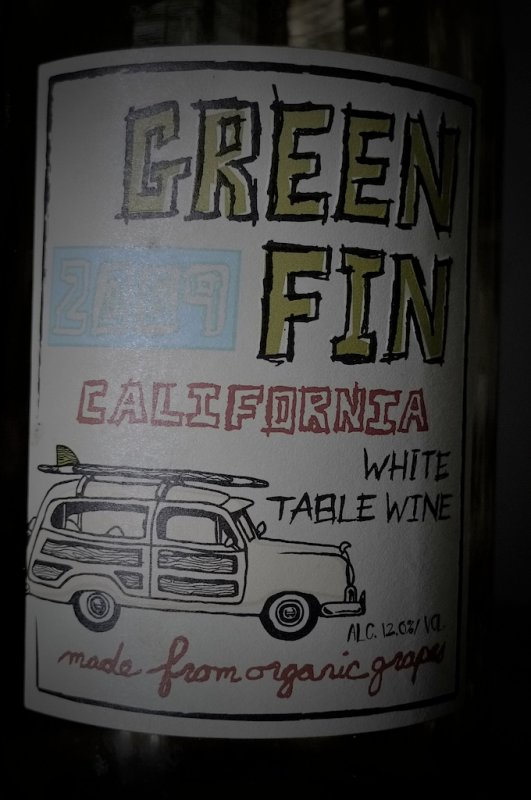 GREEN
FIN
2009
CALIFORNIA
WHITE
TABLE WINE
ALC. 12.0%/VOL
made from organic grapes